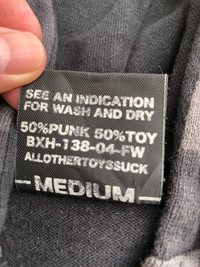 SEE AN INDICATION
FOR WASH AND DRY
50%PUNK 50%TOY
BXH-138-04-FW
ALLOTHERTOYSSUCK
MEDIUM